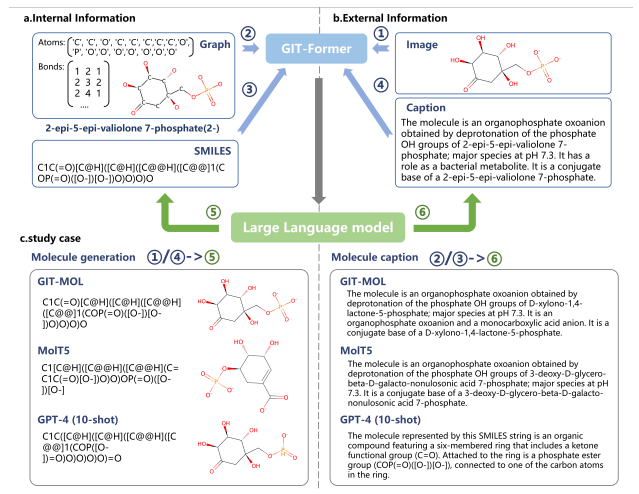 a.Internal Information
b.External Information
Atoms: ('C', 'C', 'O', 'C', 'C', 'C','C','C','O',
'P', 'O','O','O', 'O','O','O','O')
Graph
Bonds:
1 2 1
2 3 2
2 4 1
....
2-epi-5-epi-valiolone 7-phosphate(2-)
②
GIT-Former
①
③
④
Image
Caption
The molecule is an organophosphate oxoanion
obtained by deprotonation of the phosphate
OH groups of 2-epi-5-epi-valiolone 7-
phosphate; major species at pH 7.3. It has a
role as a bacterial metabolite. It is a conjugate
base of a 2-epi-5-epi-valiolone 7-phosphate.
SMILES
C1C(=O)[C@H]([C@H]([C@@H]([C@@]1(C
OP(=O)([O-])[O-])O)O)O)O
⑤
Large Language model
⑥
c.study case
Molecule generation ①/④->⑤
GIT-MOL
C1C(=O)[C@H]([C@H]([C@@H]
([C@@]1(COP(=O)([O-])[O-
])O)O)O)O
MolT5
C1[C@H]([C@@H]([C@@H](C=
C1C(=O)[O-])O)O)OP(=O)([O-
])[O-]
GPT-4 (10-shot)
C1C([C@H]([C@H]([C@@H]([C
@@]1(COP([O-
])=O)O)O)O)O)=O
Molecule caption ②/③->⑥
GIT-MOL
The molecule is an organophosphate oxoanion obtained by
deprotonation of the phosphate OH groups of D-xylono-1,4-
lactone-5-phosphate; major species at pH 7.3. It is an
organophosphate oxoanion and a monocarboxylic acid anion. It is a
conjugate base of a D-xylono-1,4-lactone-5-phosphate.
MolT5
The molecule is an organophosphate oxoanion obtained by
deprotonation of the phosphate OH groups of 3-deoxy-D-glycero-
beta-D-galacto-nonulosonic acid 7-phosphate; major species at pH
7.3. It is a conjugate base of a 3-deoxy-D-glycero-beta-D-galacto-
nonulosonic acid 7-phosphate.
GPT-4 (10-shot)
The molecule represented by this SMILES string is an organic
compound featuring a six-membered ring that includes a ketone
functional group (C=O). Attached to the ring is a phosphate ester
group (COP(=O)([O-])[O-]), connected to one of the carbon atoms
in the ring.